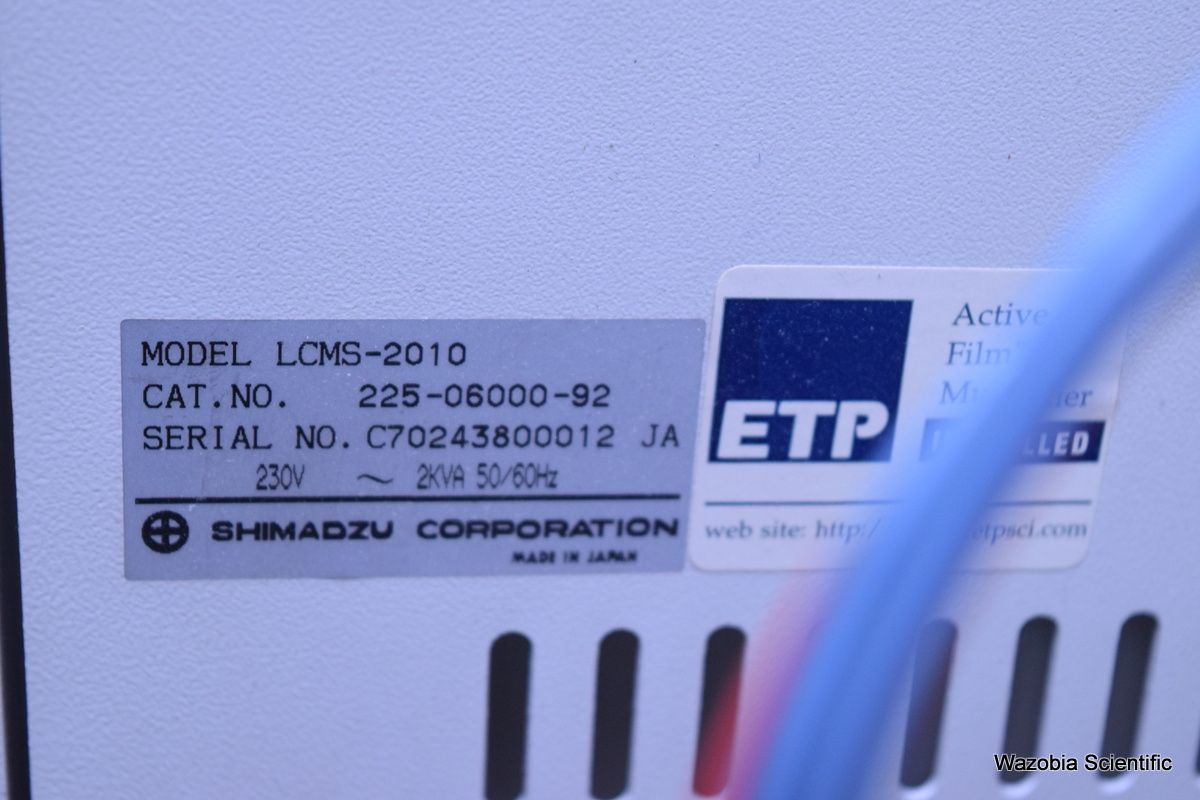 MODEL LCMS-2010
CAT.NO. 225-06000-92
SERIAL NO. C70243800012 JA
230V ~ 2KVA 50/60Hz
SHIMADZU CORPORATION
MADE IN JAPAN
ETP
Active
Film
web site: http:/
etpsci.com
Wazobia Scientific